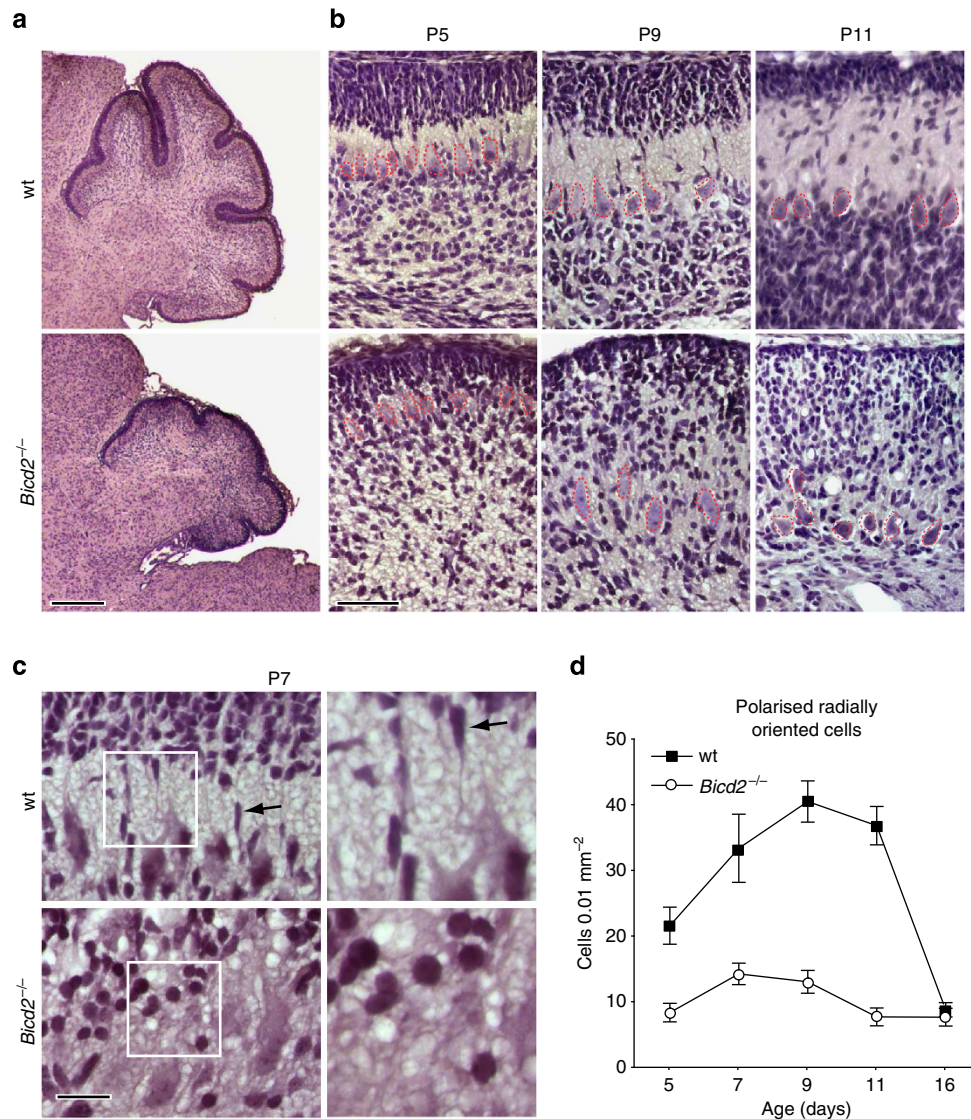 a
b
P5
P9
P11
wt
Bicd2⁻/⁻
c
P7
wt
Bicd2⁻/⁻
d
Polarised radially
oriented cells
wt
Bicd2⁻/⁻
50
40
30
20
10
0
Cells 0.01 mm⁻²
5 7 9 11 16
Age (days)